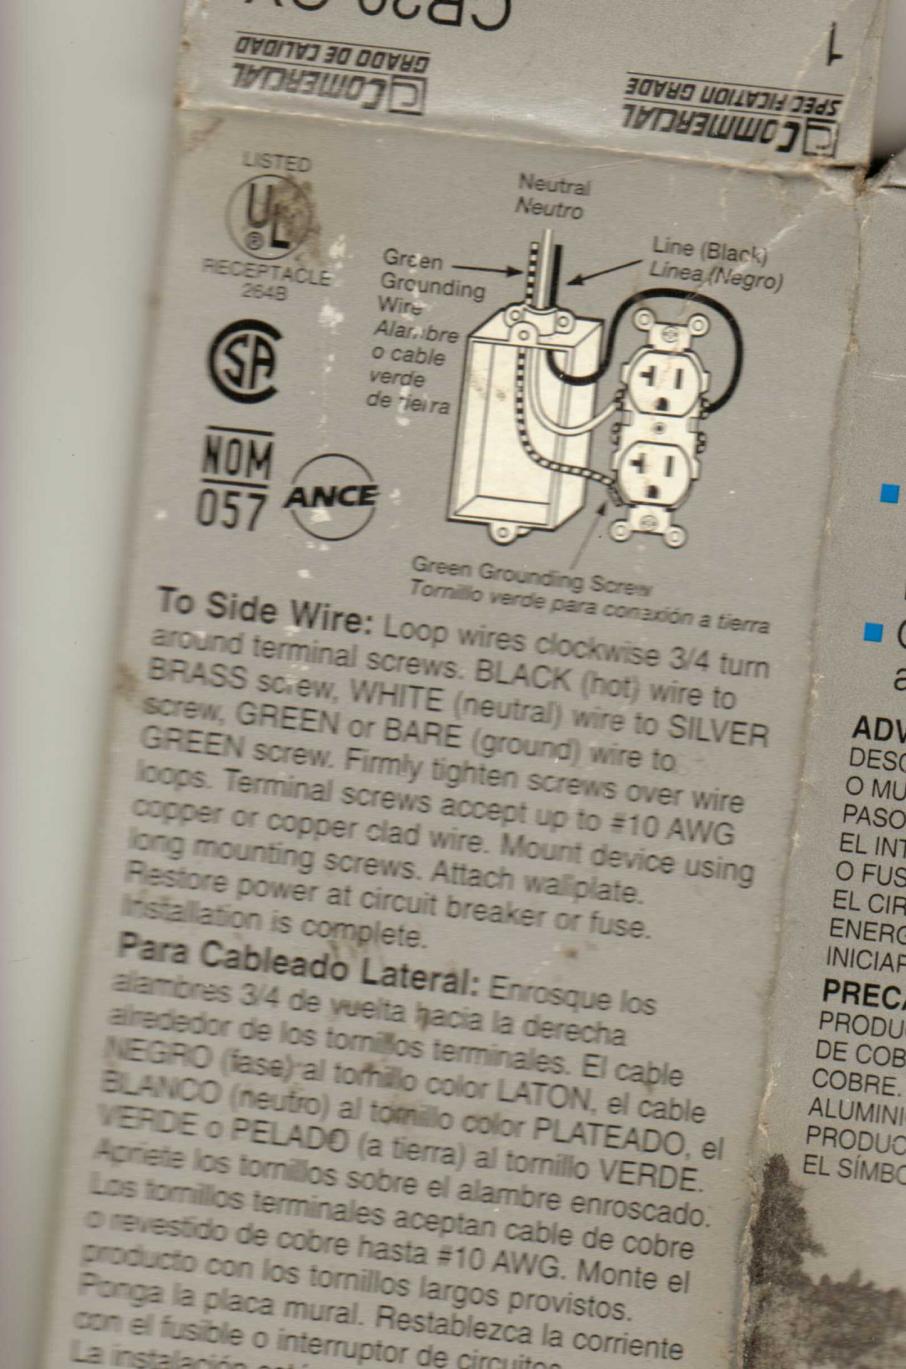 CB20-GY
1
COMMERCIAL
GRADO DE CALIDAD
COMMERCIAL
SPECIFICATION GRADE
LISTED
UL
®
RECEPTACLE
264B
SA
NOM
057
ANCE
Neutral
Neutro
Green
Grounding
Wire
Alambre
o cable
verde
de tierra
Line (Black)
Línea (Negro)
Green Grounding Screw
Tornillo verde para conexión a tierra
To Side Wire: Loop wires clockwise 3/4 turn
around terminal screws. BLACK (hot) wire to
BRASS screw, WHITE (neutral) wire to SILVER
screw, GREEN or BARE (ground) wire to
GREEN screw. Firmly tighten screws over wire
loops. Terminal screws accept up to #10 AWG
copper or copper clad wire. Mount device using
long mounting screws. Attach wallplate.
Restore power at circuit breaker or fuse.
Installation is complete.
Para Cableado Lateral: Enrosque los
alambres 3/4 de vuelta hacia la derecha
alrededor de los tornillos terminales. El cable
NEGRO (fase) al tornillo color LATON, el cable
BLANCO (neutro) al tornillo color PLATEADO, el
VERDE o PELADO (a tierra) al tornillo VERDE.
Apriete los tornillos sobre el alambre enroscado.
Los tornillos terminales aceptan cable de cobre
o revestido de cobre hasta #10 AWG. Monte el
producto con los tornillos largos provistos.
Ponga la placa mural. Restablezca la corriente
con el fusible o interruptor de circuitos.
La instalación
ADV
DESC
O MU
PASO
EL INT
O FUS
EL CIR
ENERG
INICIAR
PRECA
PRODUC
DE COB
COBRE.
ALUMINI
PRODUC
EL SÍMBO